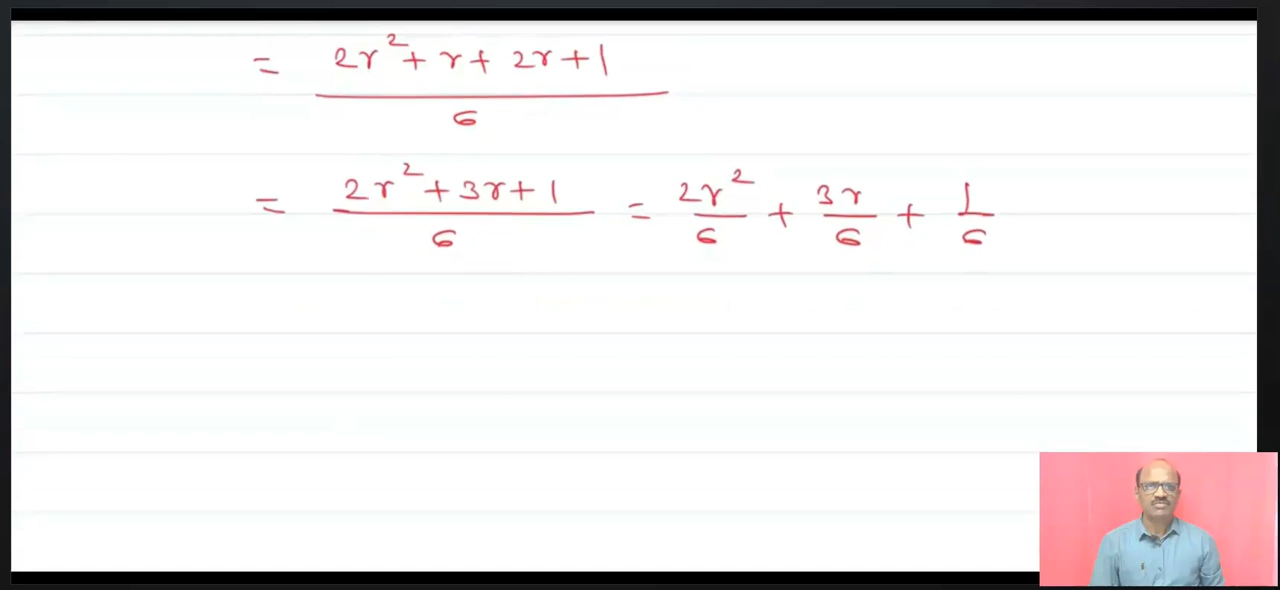 = (2r² + r + 2r + 1)/6
= (2r² + 3r + 1)/6 = 2r²/6 + 3r/6 + 1/6